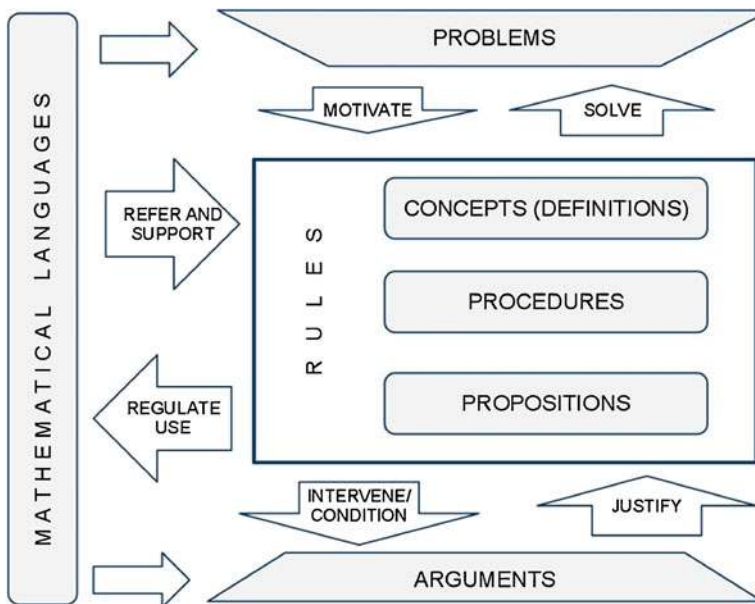 MATHEMATICAL LANGUAGES
PROBLEMS
MOTIVATE
SOLVE
REFER AND
SUPPORT
RULES
CONCEPTS (DEFINITIONS)
PROCEDURES
PROPOSITIONS
REGULATE
USE
INTERVENE/
CONDITION
JUSTIFY
ARGUMENTS